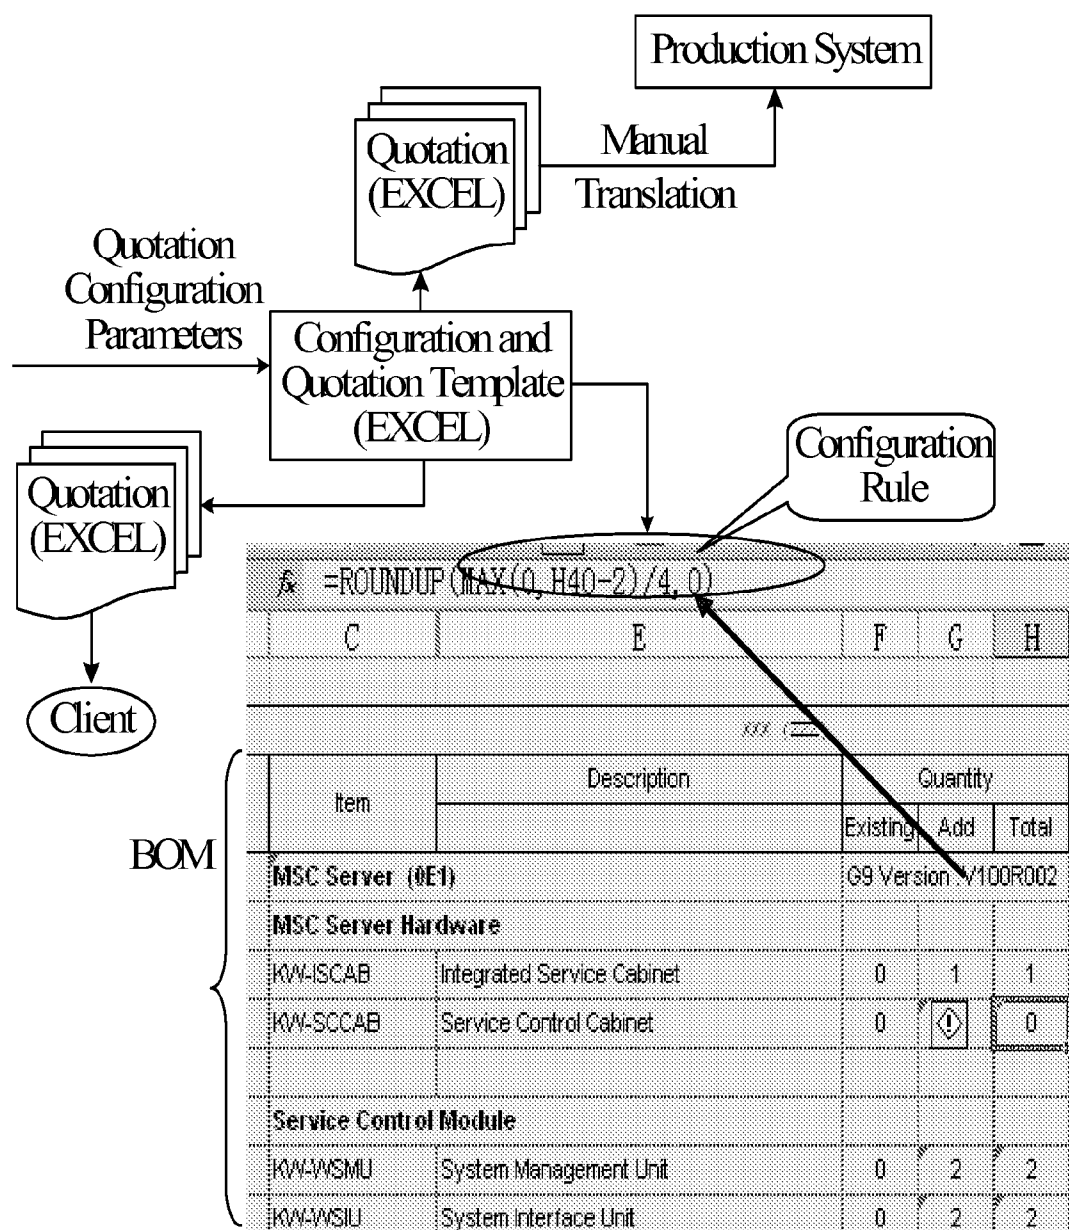 Production System
Quotation
(EXCEL)
Manual
Translation
Quotation
Configuration
Parameters
Configuration and
Quotation Template
(EXCEL)
Quotation
(EXCEL)
Client
Configuration
Rule
fx =ROUNDUP(MAX(0,H40-2)/4,0)
C E F G H
xxx
BOM
Item Description Quantity
Existing Add Total
MSC Server (0E1) G9 Version :V100R002
MSC Server Hardware
KW-ISCAB Integrated Service Cabinet 0 1 1
KW-SCCAB Service Control Cabinet 0 ! 0
Service Control Module
KW-WSMU System Management Unit 0 2 2
KW-WSIU System Interface Unit 0 2 2